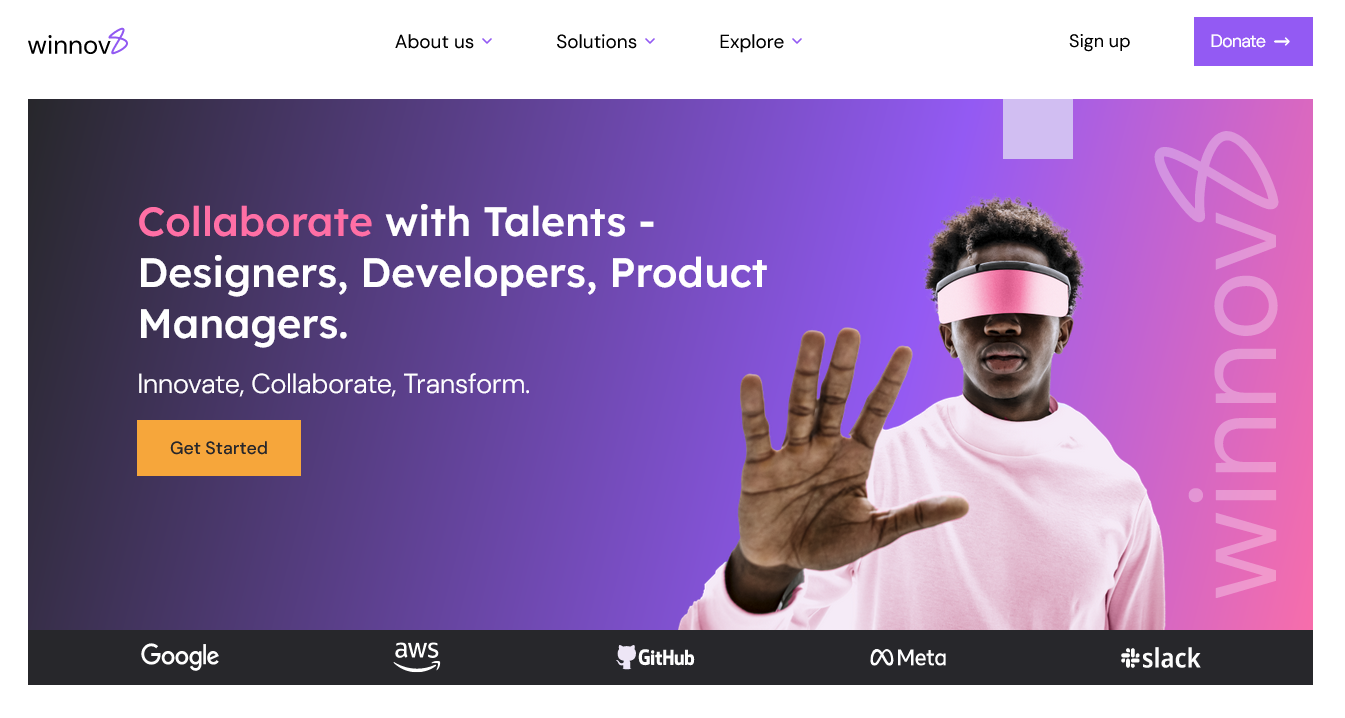 winnov8
About us
Solutions
Explore
Sign up
Donate →
Collaborate with Talents -
Designers, Developers, Product
Managers.
Innovate, Collaborate, Transform.
Get Started
winnov8
Google
aws
GitHub
Meta
slack